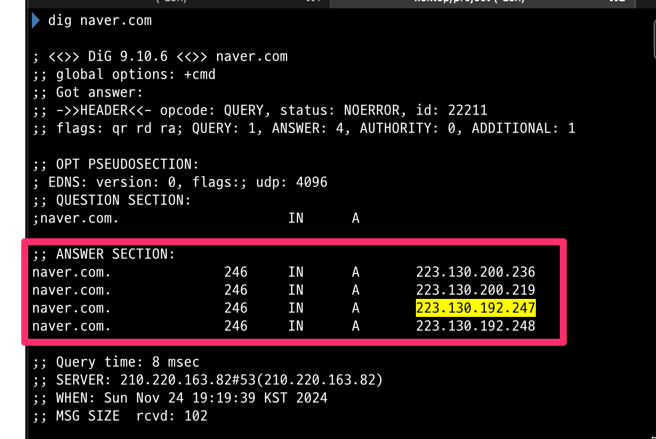 dig naver.com
; <<>> DiG 9.10.6 <<>> naver.com
;; global options: +cmd
;; Got answer:
;; ->>HEADER<<- opcode: QUERY, status: NOERROR, id: 22211
;; flags: qr rd ra; QUERY: 1, ANSWER: 4, AUTHORITY: 0, ADDITIONAL: 1
;; OPT PSEUDOSECTION:
; EDNS: version: 0, flags:; udp: 4096
;; QUESTION SECTION:
;naver.com. IN A
;; ANSWER SECTION:
naver.com. 246 IN A 223.130.200.236
naver.com. 246 IN A 223.130.200.219
naver.com. 246 IN A 223.130.192.247
naver.com. 246 IN A 223.130.192.248
;; Query time: 8 msec
;; SERVER: 210.220.163.82#53(210.220.163.82)
;; WHEN: Sun Nov 24 19:19:39 KST 2024
;; MSG SIZE rcvd: 102